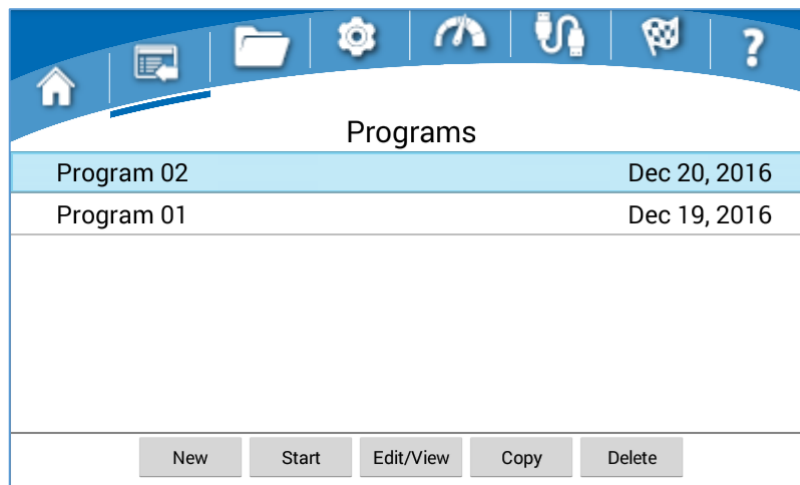 ?
Programs
Program 02 Dec 20, 2016
Program 01 Dec 19, 2016
New Start Edit/View Copy Delete